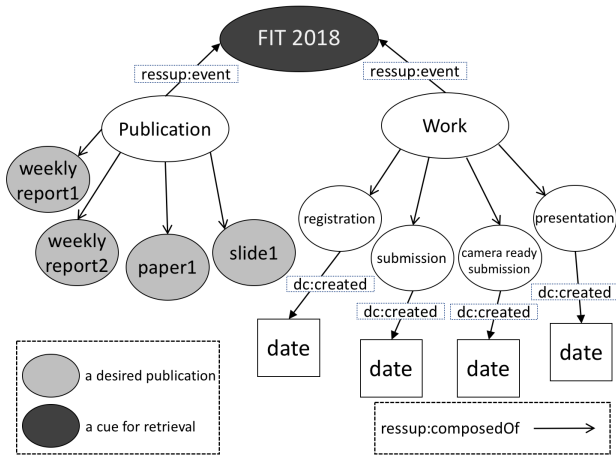 FIT 2018
ressup:event
ressup:event
Publication
Work
weekly
report1
weekly
report2
paper1
slide1
registration
submission
camera ready
submission
presentation
dc:created
dc:created
dc:created
dc:created
date
date
date
date
a desired publication
a cue for retrieval
ressup:composedOf